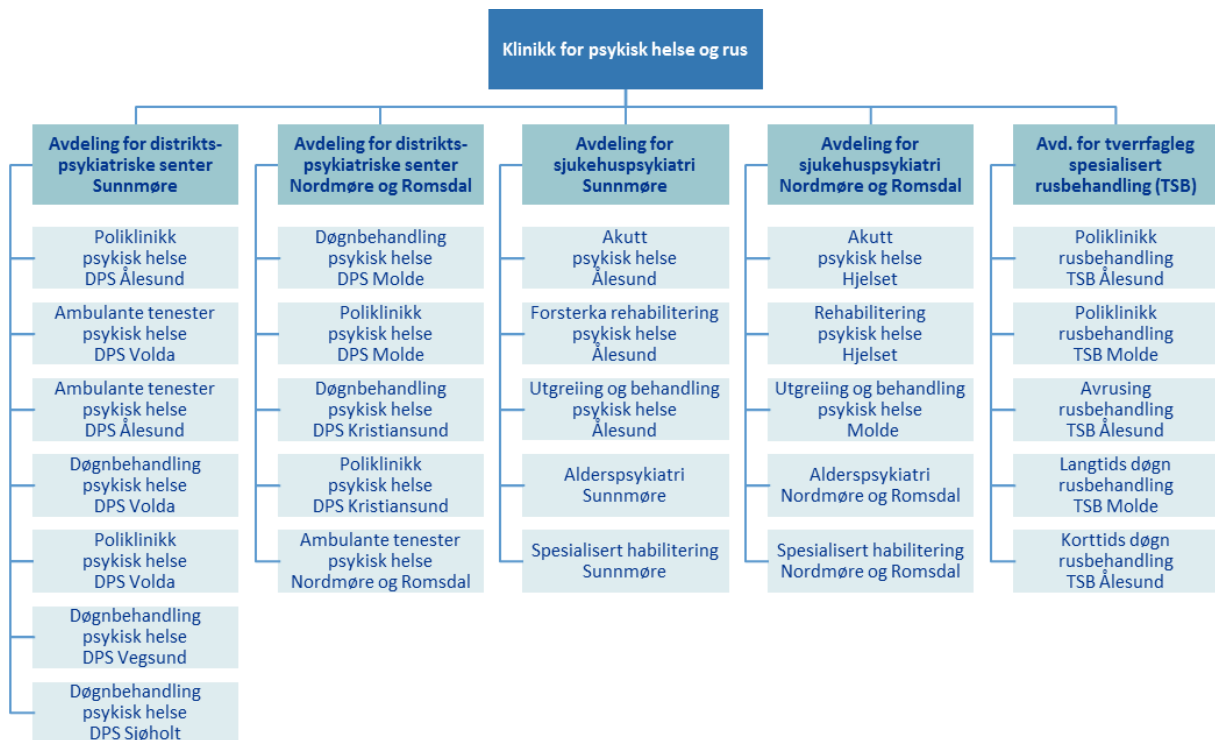 Klinikk for psykisk helse og rus
Avdeling for distrikts-
psykiatriske senter
Sunnmøre
Poliklinikk
psykisk helse
DPS Ålesund
Ambulante tenester
psykisk helse
DPS Volda
Ambulante tenester
psykisk helse
DPS Ålesund
Døgnbehandling
psykisk helse
DPS Volda
Poliklinikk
psykisk helse
DPS Volda
Døgnbehandling
psykisk helse
DPS Vegsund
Døgnbehandling
psykisk helse
DPS Sjøholt
Avdeling for distrikts-
psykiatriske senter
Nordmøre og Romsdal
Døgnbehandling
psykisk helse
DPS Molde
Poliklinikk
psykisk helse
DPS Molde
Døgnbehandling
psykisk helse
DPS Kristiansund
Poliklinikk
psykisk helse
DPS Kristiansund
Ambulante tenester
psykisk helse
Nordmøre og Romsdal
Avdeling for
sjukehuspsykiatri
Sunnmøre
Akutt
psykisk helse
Ålesund
Forsterka rehabilitering
psykisk helse
Ålesund
Utgreiing og behandling
psykisk helse
Ålesund
Alderspsykiatri
Sunnmøre
Spesialisert habilitering
Sunnmøre
Avdeling for
sjukehuspsykiatri
Nordmøre og Romsdal
Akutt
psykisk helse
Hjelset
Rehabilitering
psykisk helse
Hjelset
Utgreiing og behandling
psykisk helse
Molde
Alderspsykiatri
Nordmøre og Romsdal
Spesialisert habilitering
Nordmøre og Romsdal
Avd. for tverrfagleg
spesialisert
rusbehandling (TSB)
Poliklinikk
rusbehandling
TSB Ålesund
Poliklinikk
rusbehandling
TSB Molde
Avrusing
rusbehandling
TSB Ålesund
Langtids døgn
rusbehandling
TSB Molde
Korttids døgn
rusbehandling
TSB Ålesund